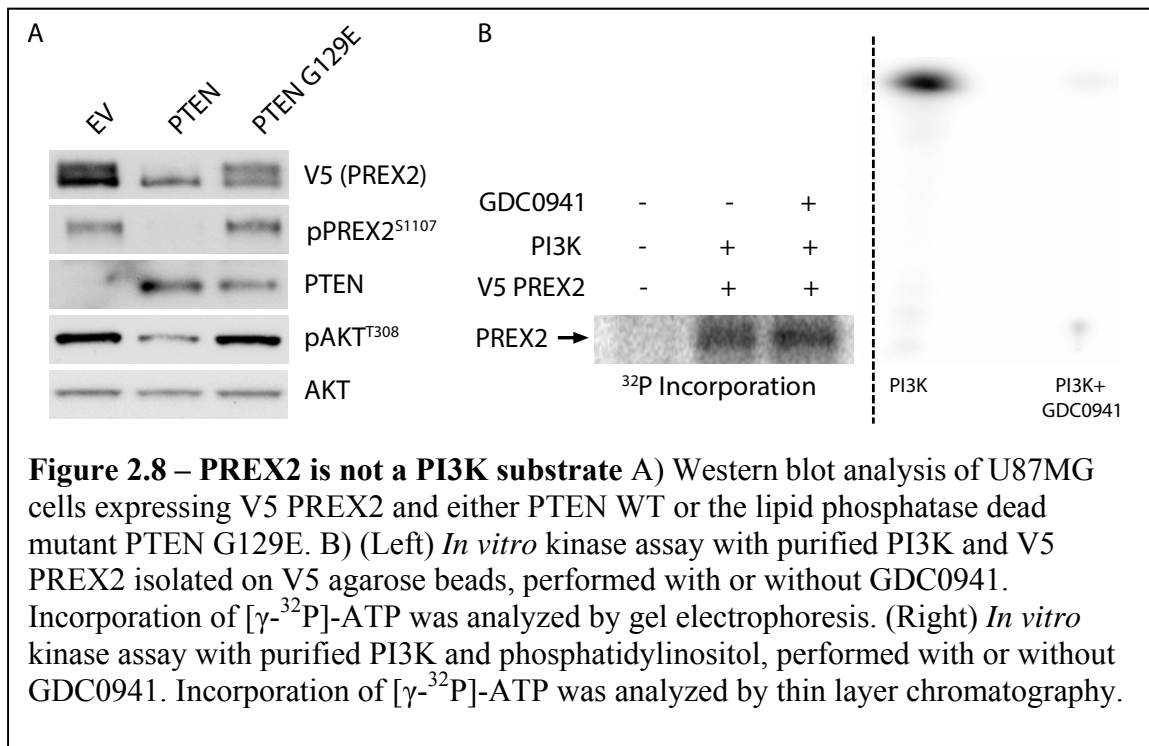 A
EV
PTEN
PTEN G129E
V5 (PREX2)
pPREX2S1107
PTEN
pAKTT308
AKT
B
GDC0941 - - +
PI3K - + +
V5 PREX2 - + +
PREX2
32P Incorporation
PI3K
PI3K+
GDC0941
Figure 2.8 – PREX2 is not a PI3K substrate A) Western blot analysis of U87MG
cells expressing V5 PREX2 and either PTEN WT or the lipid phosphatase dead
mutant PTEN G129E. B) (Left) In vitro kinase assay with purified PI3K and V5
PREX2 isolated on V5 agarose beads, performed with or without GDC0941.
Incorporation of [γ-32P]-ATP was analyzed by gel electrophoresis. (Right) In vitro
kinase assay with purified PI3K and phosphatidylinositol, performed with or without
GDC0941. Incorporation of [γ-32P]-ATP was analyzed by thin layer chromatography.